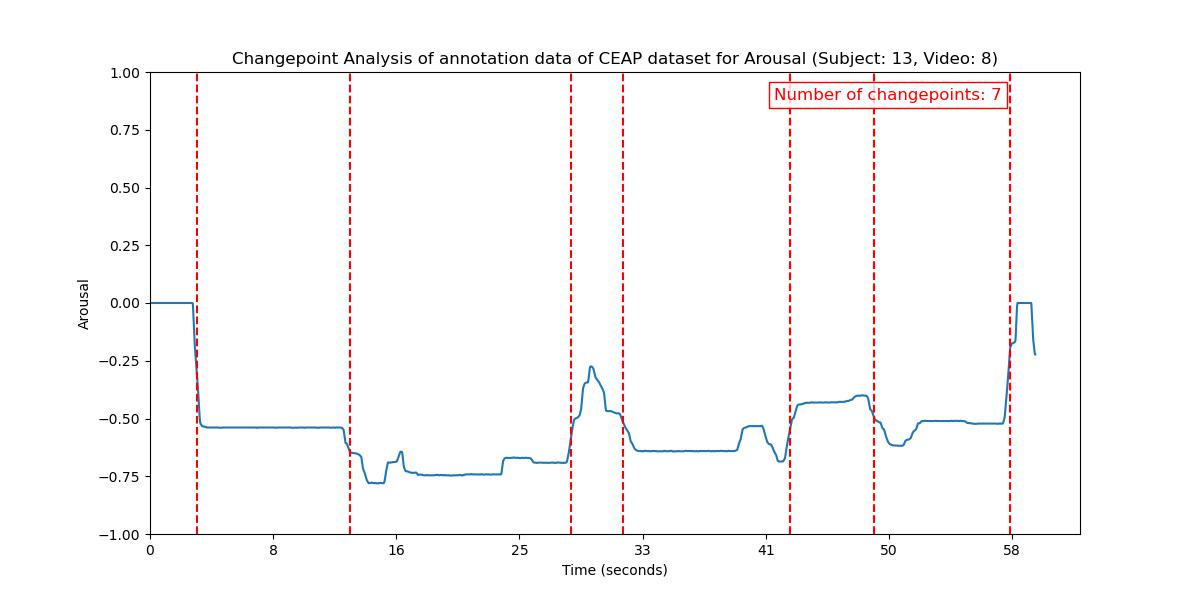 Changepoint Analysis of annotation data of CEAP dataset for Arousal (Subject: 13, Video: 8)
Number of changepoints: 7
1.00
0.75
0.50
0.25
0.00
−0.25
−0.50
−0.75
−1.00
Arousal
0 8 16 25 33 41 50 58
Time (seconds)